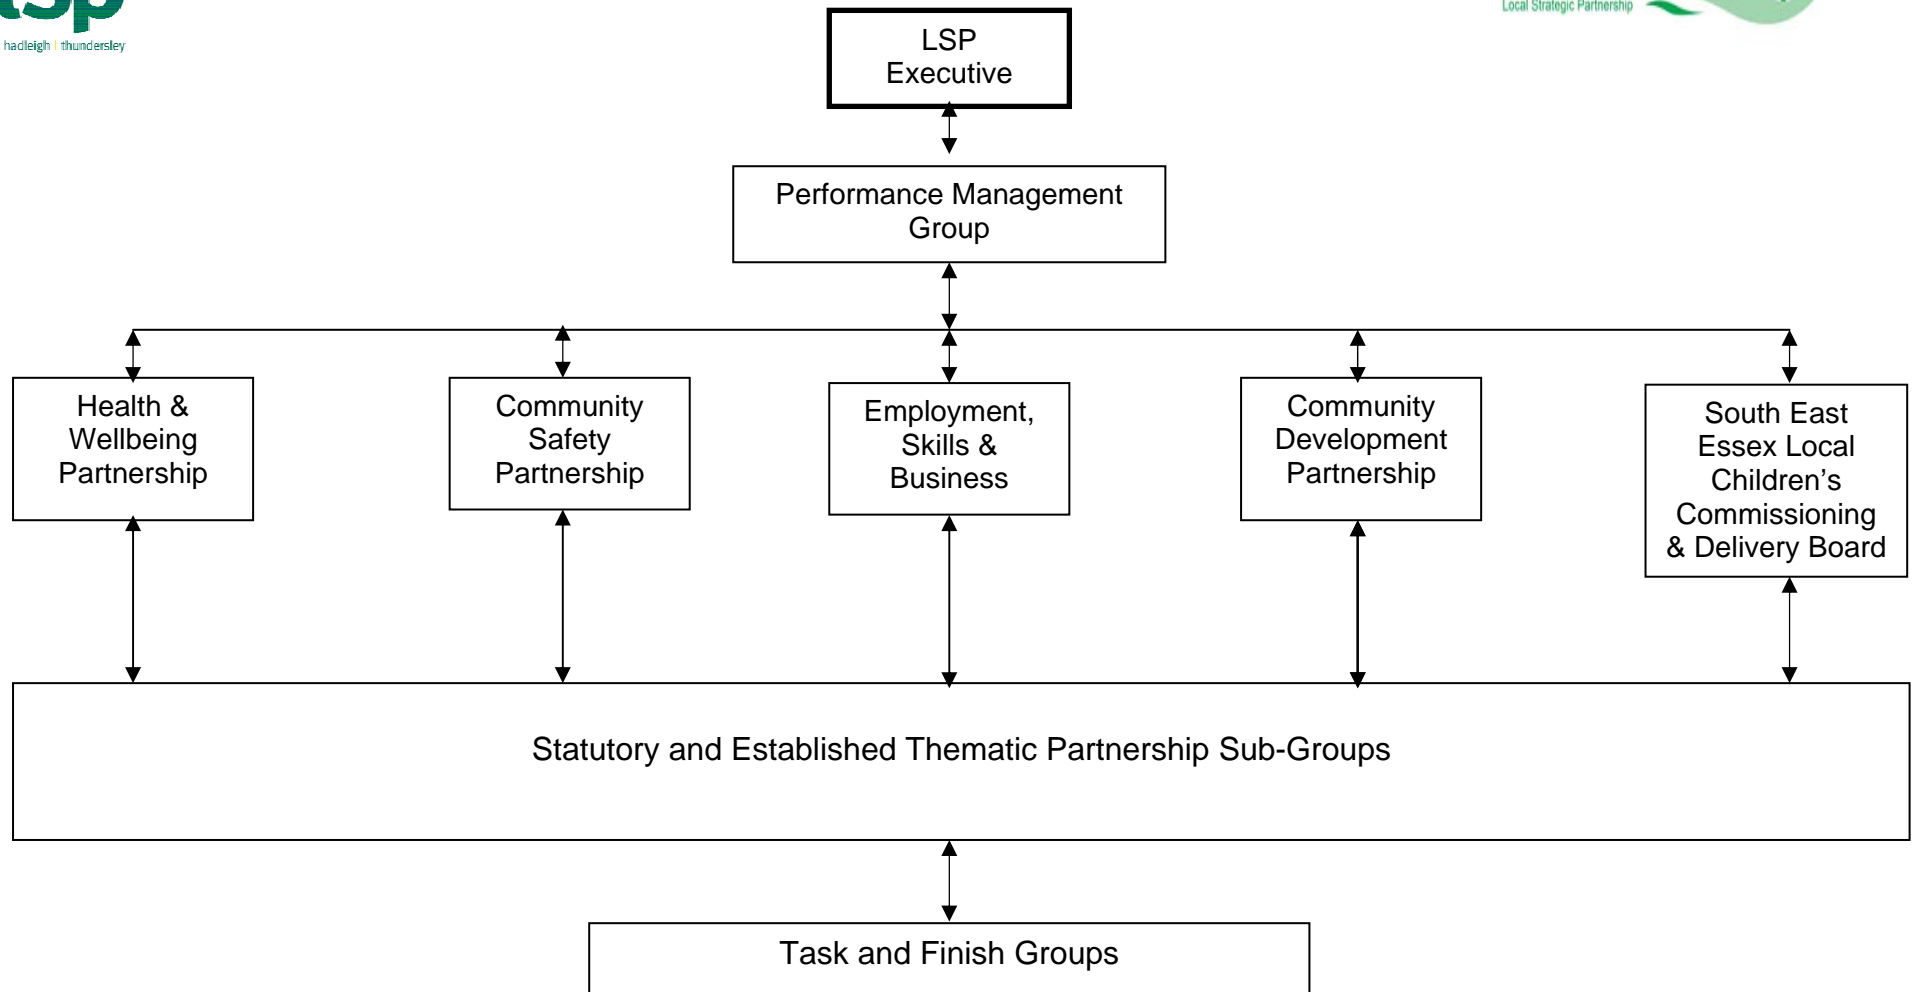 lsp
hadleigh | thundersley
Local Strategic Partnership
LSP
Executive
Performance Management
Group
Health &
Wellbeing
Partnership
Community
Safety
Partnership
Employment,
Skills &
Business
Community
Development
Partnership
South East
Essex Local
Children’s
Commissioning
& Delivery Board
Statutory and Established Thematic Partnership Sub-Groups
Task and Finish Groups